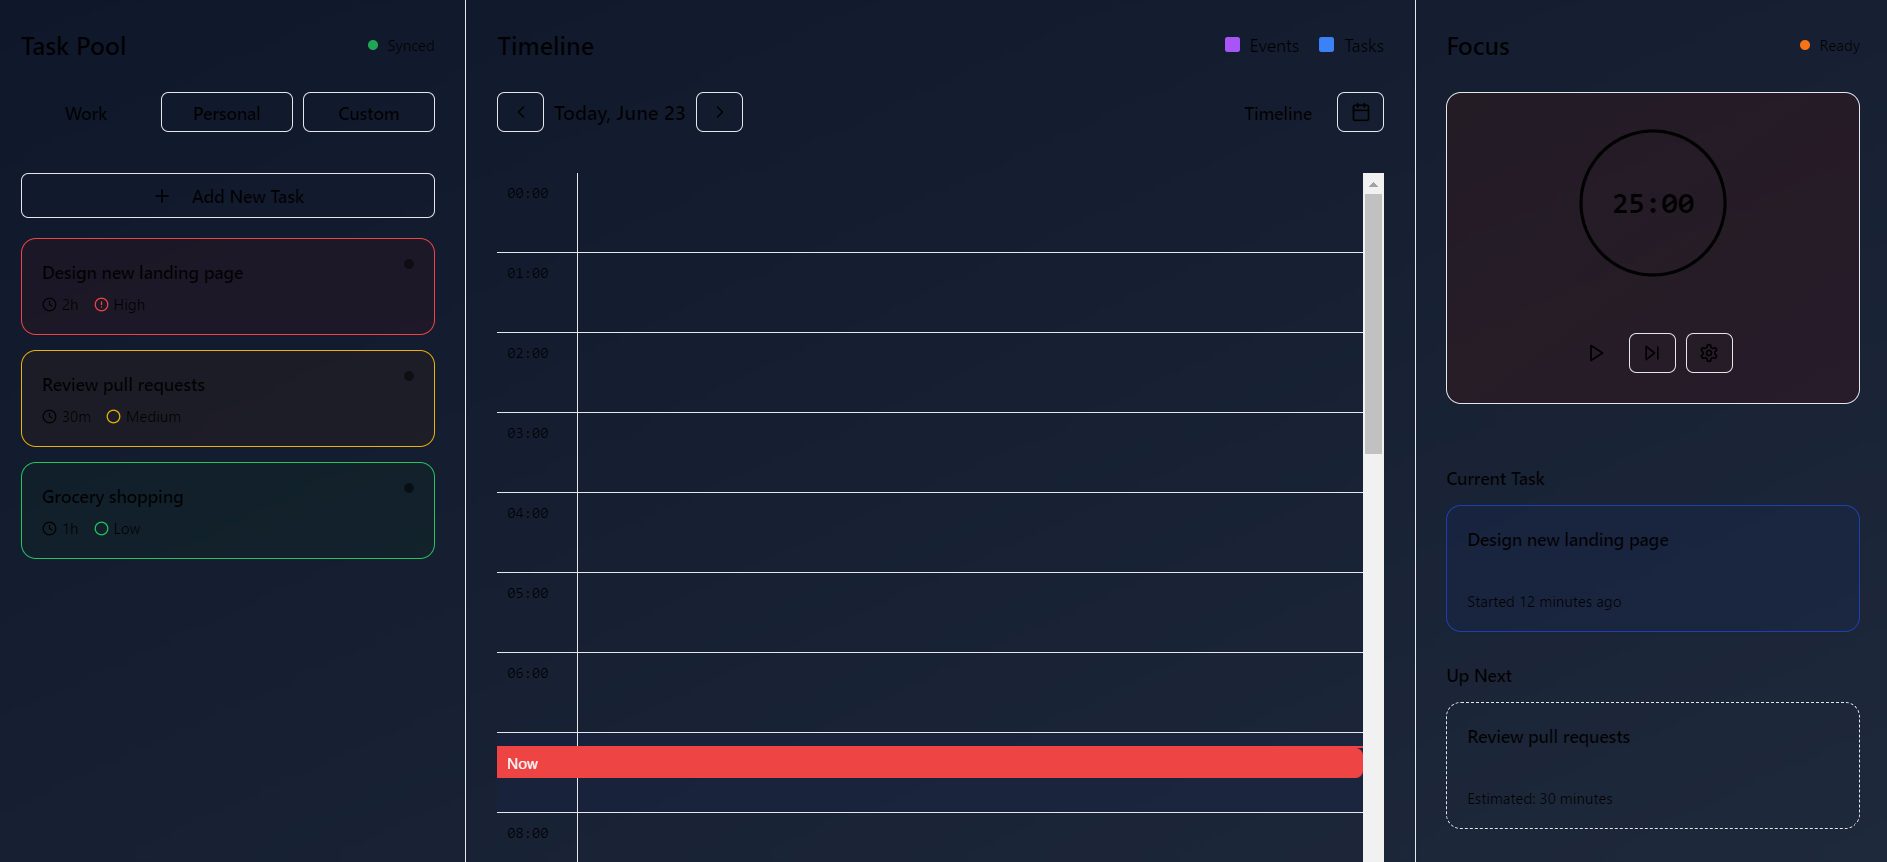 Task Pool
Synced
Work
Personal
Custom
Add New Task
Design new landing page
2h
High
Review pull requests
30m
Medium
Grocery shopping
1h
Low
Timeline
Events
Tasks
Today, June 23
Timeline
00:00
01:00
02:00
03:00
04:00
05:00
06:00
Now
08:00
Focus
Ready
25:00
Current Task
Design new landing page
Started 12 minutes ago
Up Next
Review pull requests
Estimated: 30 minutes